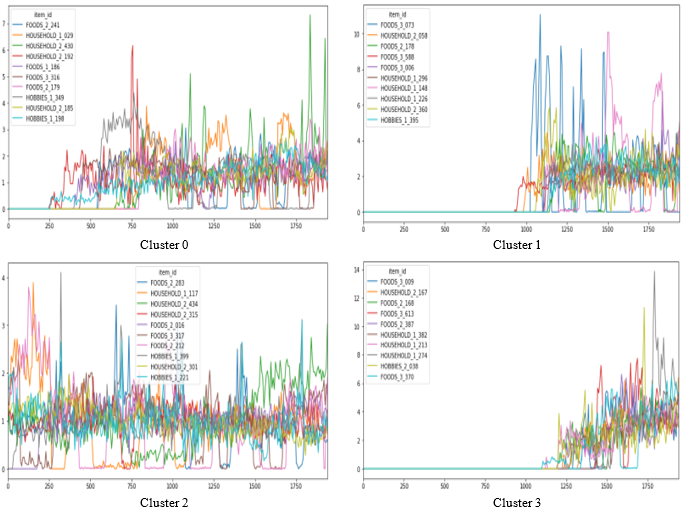 item_id
FOODS_2_241
HOUSEHOLD_1_029
HOUSEHOLD_2_430
HOUSEHOLD_2_192
FOODS_1_186
FOODS_3_316
FOODS_2_179
HOBBIES_1_349
HOUSEHOLD_2_185
HOBBIES_1_198
7
6
5
4
3
2
1
0
0 250 500 750 1000 1250 1500 1750
Cluster 0
item_id
FOODS_3_073
HOUSEHOLD_2_058
FOODS_2_178
FOODS_3_588
FOODS_3_006
HOUSEHOLD_1_296
HOUSEHOLD_1_148
HOUSEHOLD_1_226
HOUSEHOLD_2_360
HOBBIES_1_395
10
8
6
4
2
0
0 250 500 750 1000 1250 1500 1750
Cluster 1
item_id
FOODS_2_283
HOUSEHOLD_1_117
HOUSEHOLD_2_434
HOUSEHOLD_2_315
FOODS_2_016
FOODS_3_317
FOODS_2_212
HOBBIES_1_399
HOUSEHOLD_2_301
HOBBIES_1_221
4
3
2
1
0
0 250 500 750 1000 1250 1500 1750
Cluster 2
item_id
FOODS_3_009
HOUSEHOLD_2_167
FOODS_2_168
FOODS_3_613
FOODS_2_387
HOUSEHOLD_1_382
HOUSEHOLD_1_213
HOUSEHOLD_1_274
HOBBIES_2_038
FOODS_3_370
14
12
10
8
6
4
2
0
0 250 500 750 1000 1250 1500 1750
Cluster 3